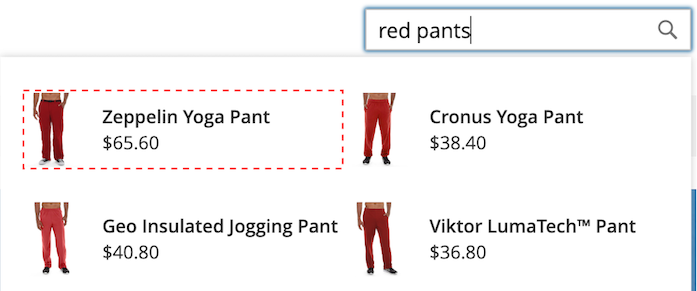 red pants
Zeppelin Yoga Pant
$65.60
Cronus Yoga Pant
$38.40
Geo Insulated Jogging Pant
$40.80
Viktor LumaTech™ Pant
$36.80